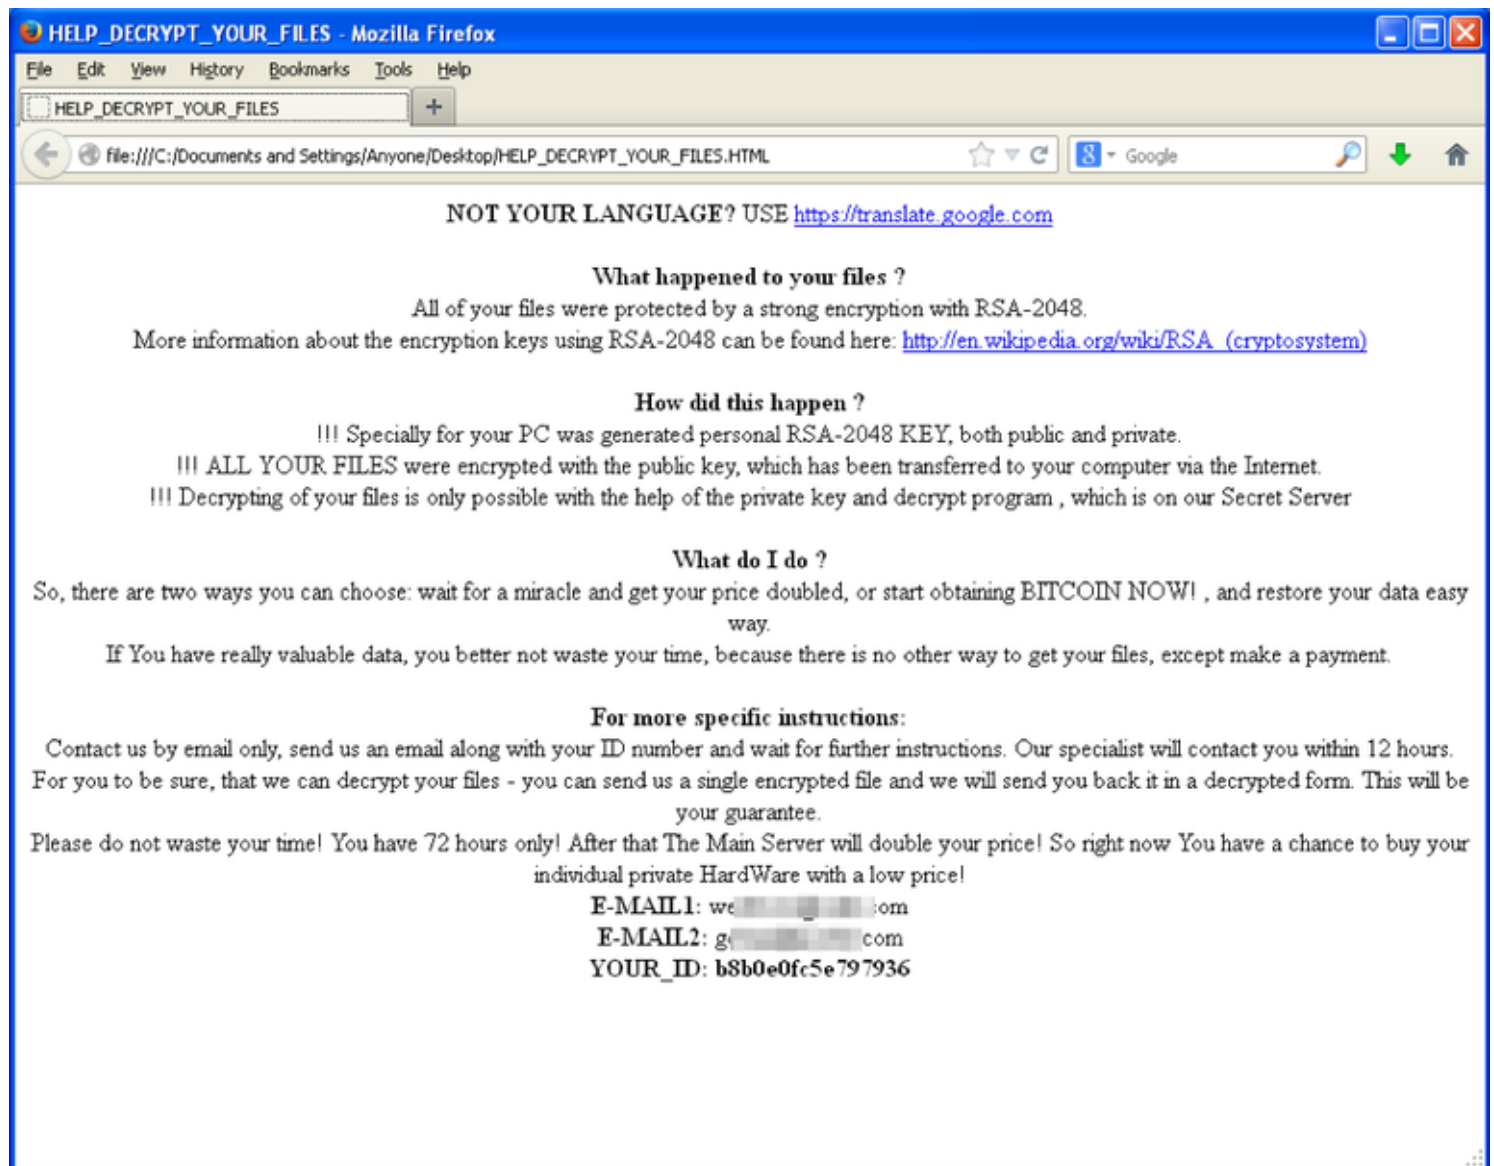 HELP_DECRYPT_YOUR_FILES - Mozilla Firefox
File Edit View History Bookmarks Tools Help
HELP_DECRYPT_YOUR_FILES +
file:///C:/Documents and Settings/Anyone/Desktop/HELP_DECRYPT_YOUR_FILES.HTML
8 Google
NOT YOUR LANGUAGE? USE https://translate.google.com
What happened to your files ?
All of your files were protected by a strong encryption with RSA-2048.
More information about the encryption keys using RSA-2048 can be found here: http://en.wikipedia.org/wiki/RSA_(cryptosystem)
How did this happen ?
!!! Specially for your PC was generated personal RSA-2048 KEY, both public and private.
!!! ALL YOUR FILES were encrypted with the public key, which has been transferred to your computer via the Internet.
!!! Decrypting of your files is only possible with the help of the private key and decrypt program , which is on our Secret Server
What do I do ?
So, there are two ways you can choose: wait for a miracle and get your price doubled, or start obtaining BITCOIN NOW! , and restore your data easy
way.
If You have really valuable data, you better not waste your time, because there is no other way to get your files, except make a payment.
For more specific instructions:
Contact us by email only, send us an email along with your ID number and wait for further instructions. Our specialist will contact you within 12 hours.
For you to be sure, that we can decrypt your files - you can send us a single encrypted file and we will send you back it in a decrypted form. This will be
your guarantee.
Please do not waste your time! You have 72 hours only! After that The Main Server will double your price! So right now You have a chance to buy your
individual private HardWare with a low price!
E-MAIL1:
E-MAIL2:
YOUR_ID: b8b0e0fc5e797936